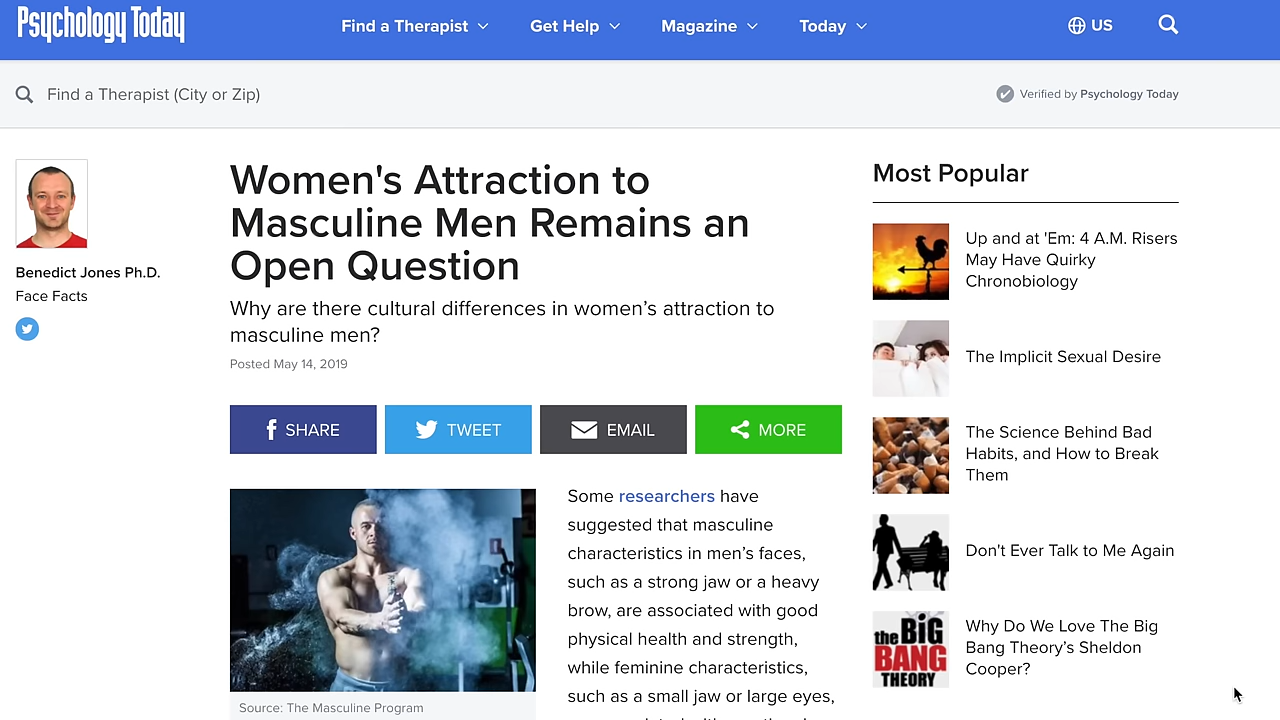 Psychology Today
Find a Therapist
Get Help
Magazine
Today
US
Find a Therapist (City or Zip)
Verified by Psychology Today
Benedict Jones Ph.D.
Face Facts
Women's Attraction to
Masculine Men Remains an
Open Question
Why are there cultural differences in women’s attraction to
masculine men?
Posted May 14, 2019
SHARE
TWEET
EMAIL
MORE
Source: The Masculine Program
Some researchers have
suggested that masculine
characteristics in men’s faces,
such as a strong jaw or a heavy
brow, are associated with good
physical health and strength,
while feminine characteristics,
such as a small jaw or large eyes,
Most Popular
Up and at 'Em: 4 A.M. Risers
May Have Quirky
Chronobiology
The Implicit Sexual Desire
The Science Behind Bad
Habits, and How to Break
Them
Don't Ever Talk to Me Again
the BiG
BANG
THEORY
Why Do We Love The Big
Bang Theory’s Sheldon
Cooper?